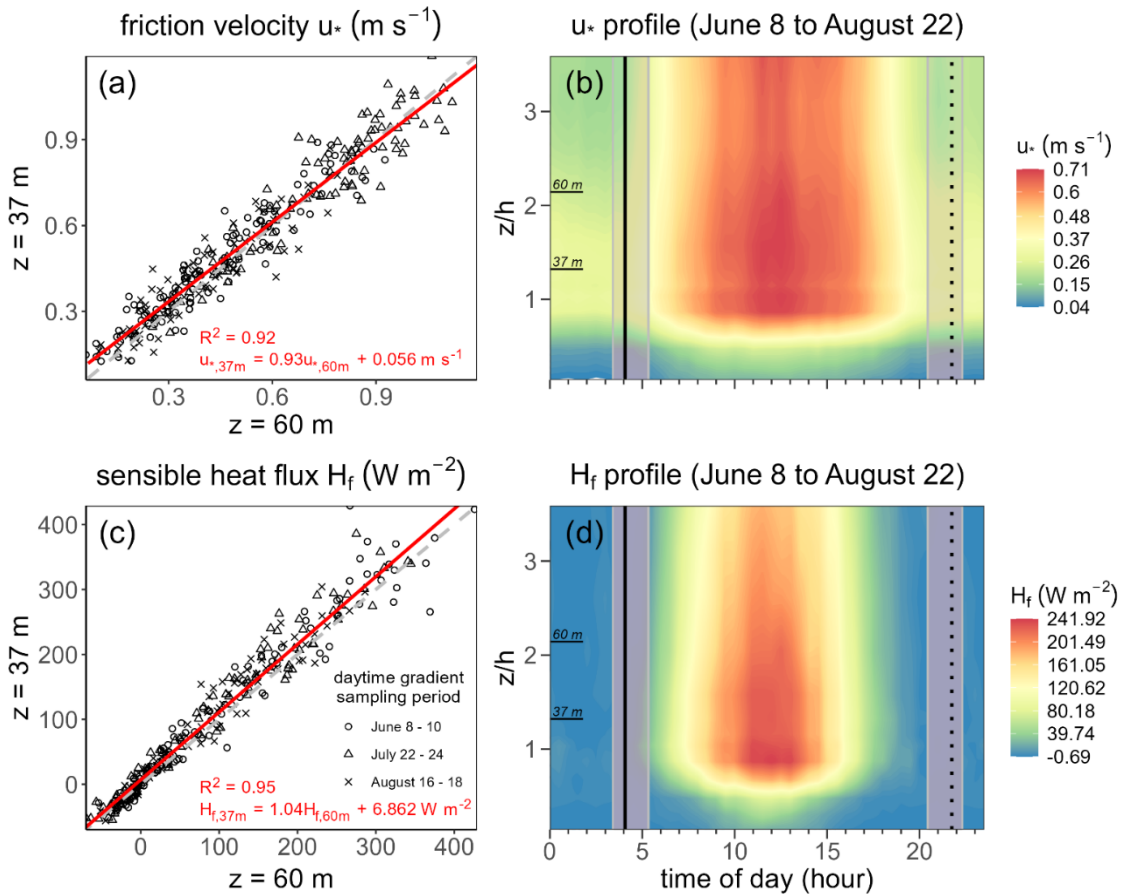 friction velocity u* (m s⁻¹)
(a)
0.9
0.6
0.3
z = 37 m
R² = 0.92
u*,37m = 0.93u*,60m + 0.056 m s⁻¹
0.3 0.6 0.9
z = 60 m
u* profile (June 8 to August 22)
(b)
3
2
1
z/h
60 m
37 m
u* (m s⁻¹)
0.71
0.6
0.48
0.37
0.26
0.15
0.04
sensible heat flux Hf (W m⁻²)
(c)
400
300
200
100
0
z = 37 m
daytime gradient
sampling period
June 8 - 10
July 22 - 24
August 16 - 18
R² = 0.95
Hf,37m = 1.04Hf,60m + 6.862 W m⁻²
0 100 200 300 400
z = 60 m
Hf profile (June 8 to August 22)
(d)
3
2
1
z/h
60 m
37 m
0 5 10 15 20
time of day (hour)
Hf (W m⁻²)
241.92
201.49
161.05
120.62
80.18
39.74
-0.69